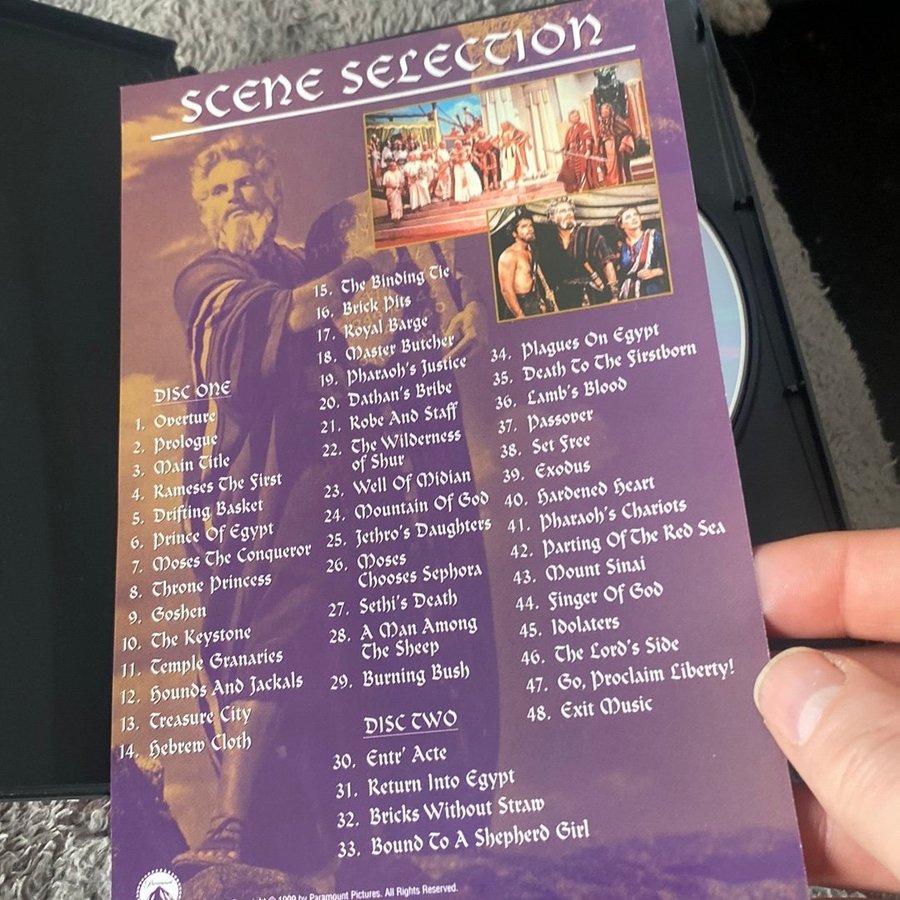 SCENE SELECTION
DISC ONE
1. Overture
2. Prologue
3. Main Title
4. Rameses The First
5. Drifting Basket
6. Prince Of Egypt
7. Moses The Conqueror
8. Throne Princess
9. Goshen
10. The Keystone
11. Temple Granaries
12. Hounds And Jackals
13. Treasure City
14. Hebrew Cloth
15. The Binding Tie
16. Brick Pits
17. Royal Barge
18. Master Butcher
19. Pharaoh's Justice
20. Dathan's Bribe
21. Robe And Staff
22. The Wilderness
of Shur
23. Well Of Midian
24. Mountain Of God
25. Jethro's Daughters
26. Moses
Chooses Sephora
27. Sethi's Death
28. A Man Among
The Sheep
29. Burning Bush
DISC TWO
30. Entr' Acte
31. Return Into Egypt
32. Bricks Without Straw
33. Bound To A Shepherd Girl
34. Plagues On Egypt
35. Death To The Firstborn
36. Lamb's Blood
37. Passover
38. Set Free
39. Exodus
40. Hardened Heart
41. Pharaoh's Chariots
42. Parting Of The Red Sea
43. Mount Sinai
44. Finger Of God
45. Idolaters
46. The Lord's Side
47. Go, Proclaim Liberty!
48. Exit Music
Paramount
© 1999 by Paramount Pictures. All Rights Reserved.